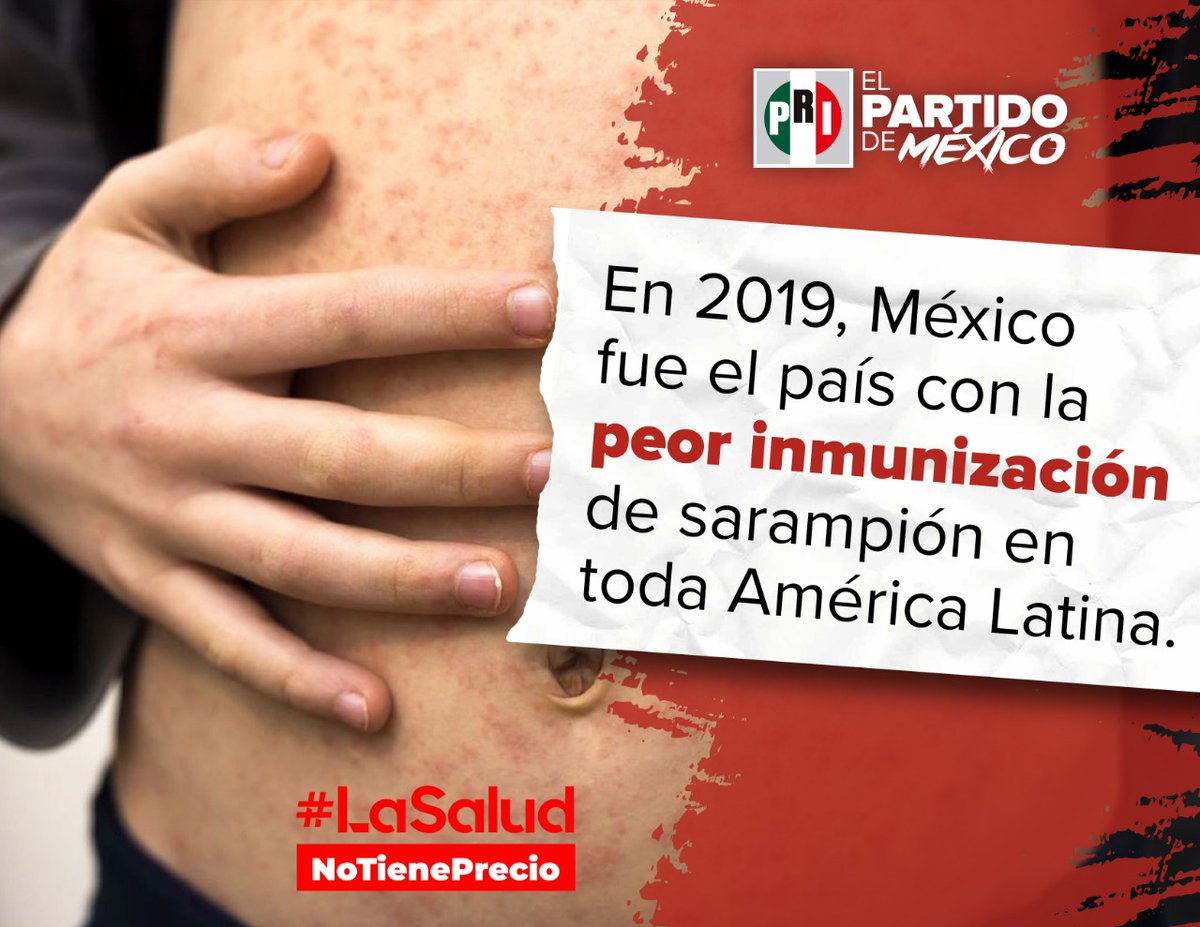 PRI
EL
PARTIDO
DE MÉXICO
En 2019, México
fue el país con la
peor inmunización
de sarampión en
toda América Latina.
#LaSalud
NoTienePrecio